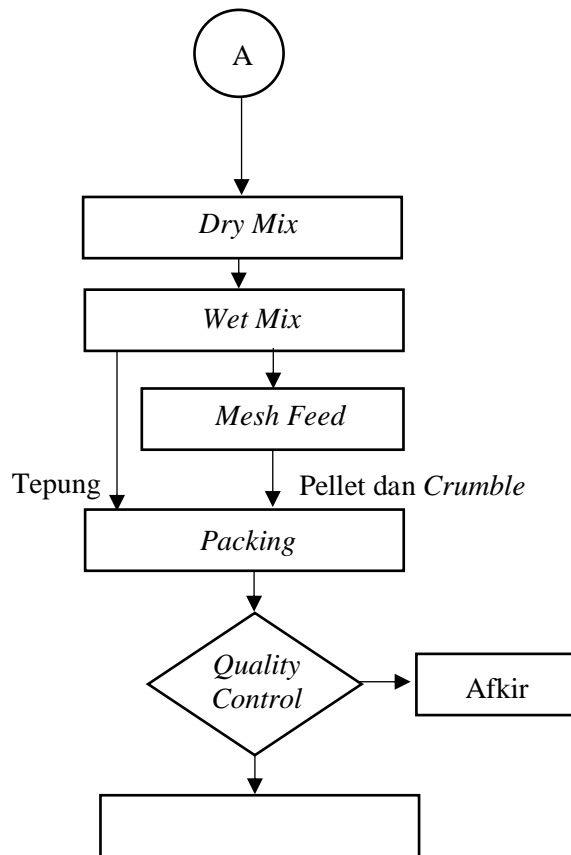 A
Dry Mix
Wet Mix
Mesh Feed
Tepung
Pellet dan Crumble
Packing
Quality
Control
Afkir